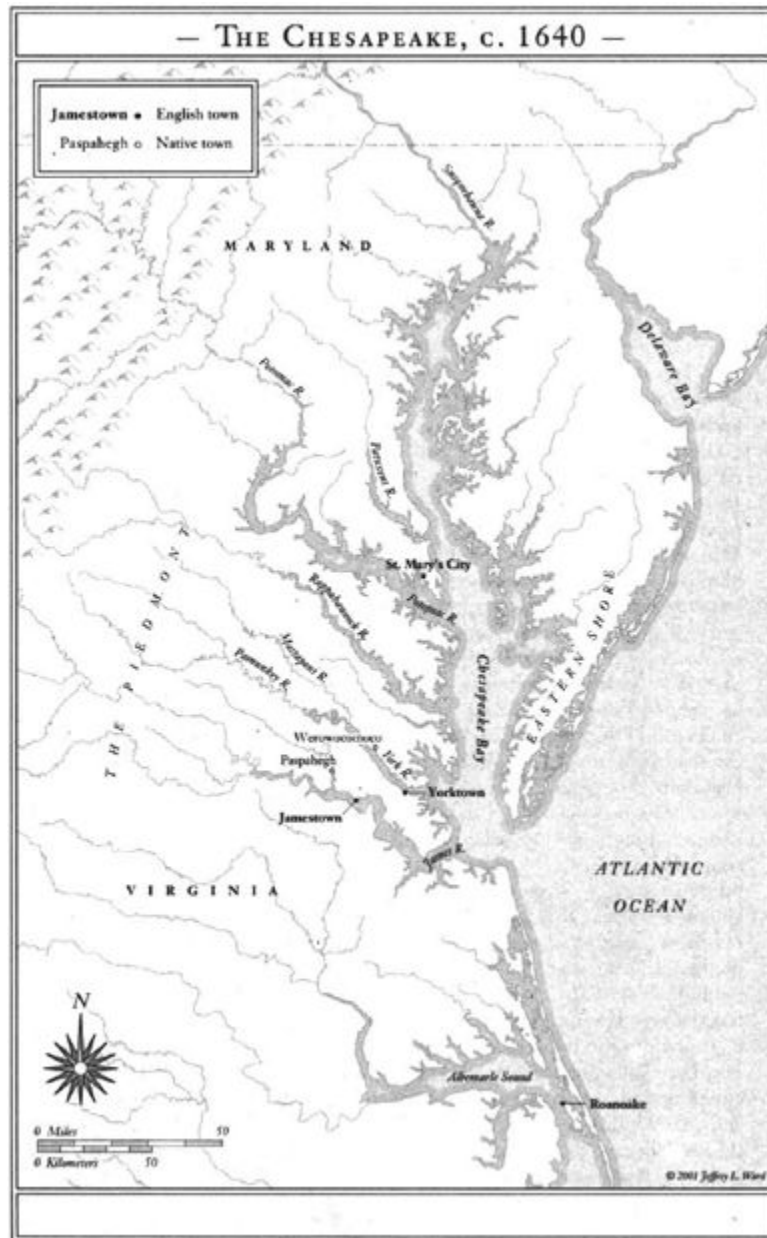 — THE CHESAPEAKE, C. 1640 —
Jamestown • English town
Paspahegh ○ Native town
Susquehanna R.
MARYLAND
Delaware Bay
Potomac R.
Patuxent R.
St. Mary's City
Potomac R.
Rappahannock R.
Mattaponi R.
Pamunkey R.
THE PIEDMONT
Chesapeake Bay
EASTERN SHORE
Werowocomoco
Paspahegh
York R.
Yorktown
Jamestown
James R.
VIRGINIA
ATLANTIC
OCEAN
N
Albemarle Sound
Roanoake
0 Miles 50
0 Kilometers 50
© 2001 Jeffrey L. Ward